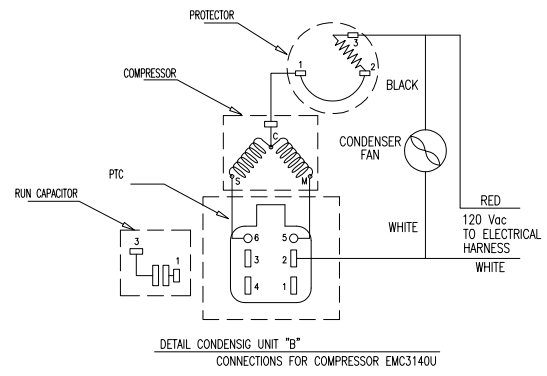 PROTECTOR
3
1
2
BLACK
COMPRESSOR
C
CONDENSER
FAN
S
M
PTC
RUN CAPACITOR
RED
120 Vac
TO ELECTRICAL
HARNESS
WHITE
WHITE
6
5
3
2
4
1
3
1
DETAIL CONDENSIG UNIT "B"
CONNECTIONS FOR COMPRESSOR EMC3140U